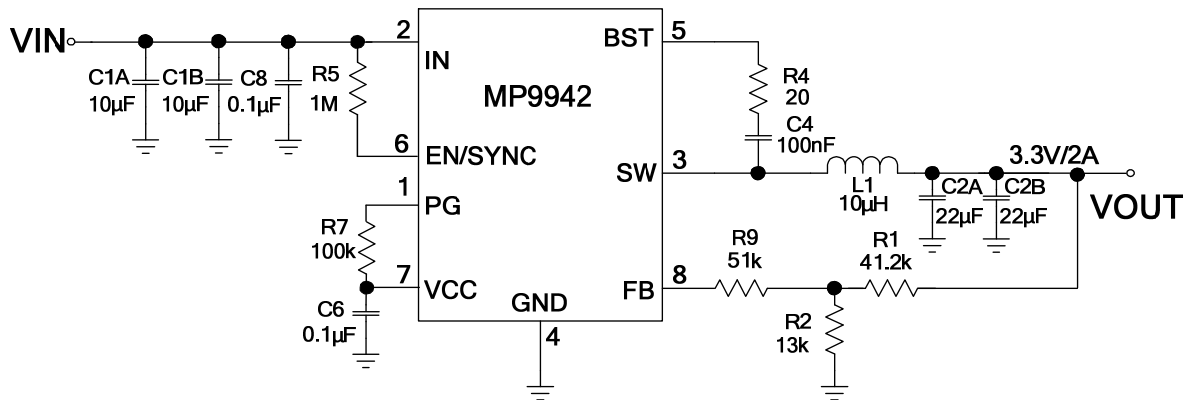 VIN
C1A
10µF
C1B
10µF
C8
0.1µF
R5
1M
2
IN
MP9942
BST
5
R4
20
C4
100nF
6
EN/SYNC
SW
3
L1
10µH
3.3V/2A
C2A
22µF
C2B
22µF
VOUT
1
PG
R7
100k
7
VCC
C6
0.1µF
GND
4
FB
8
R9
51k
R1
41.2k
R2
13k